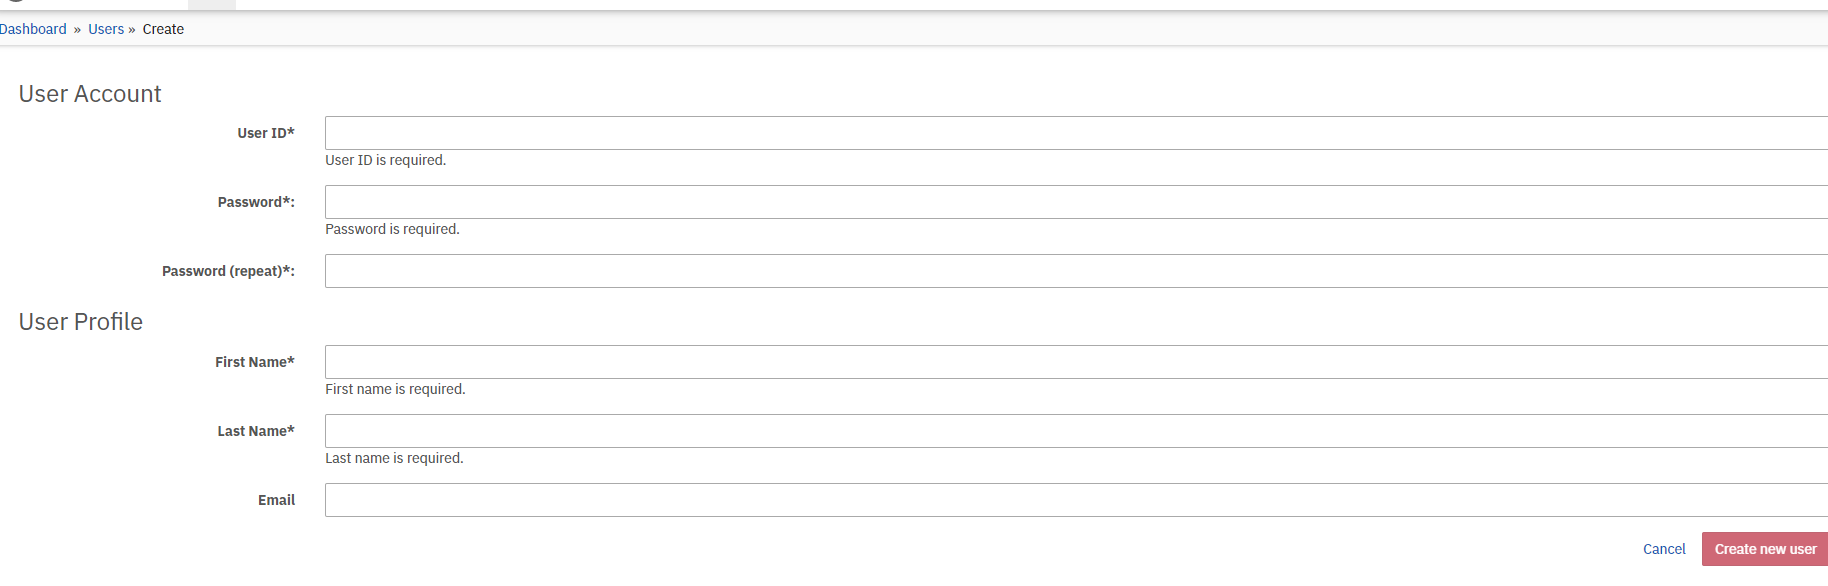 Dashboard » Users » Create
User Account
User ID*
User ID is required.
Password*:
Password is required.
Password (repeat)*:
User Profile
First Name*
First name is required.
Last Name*
Last name is required.
Email
Cancel Create new user